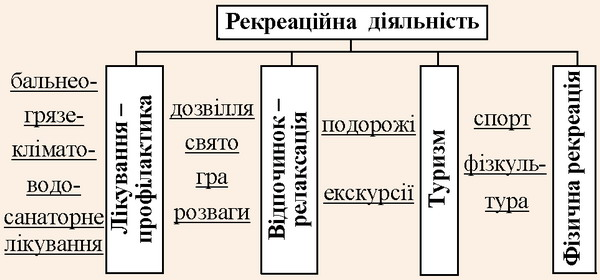 Рекреаційна діяльність
бальнео-
грязе-
клімато-
водо-
санаторне
лікування
Лікування –
профілактика
дозвілля
свято
гра
розваги
Відпочинок –
релаксація
подорожі
екскурсії
Туризм
спорт
фізкуль-
тура
Фізична рекреація